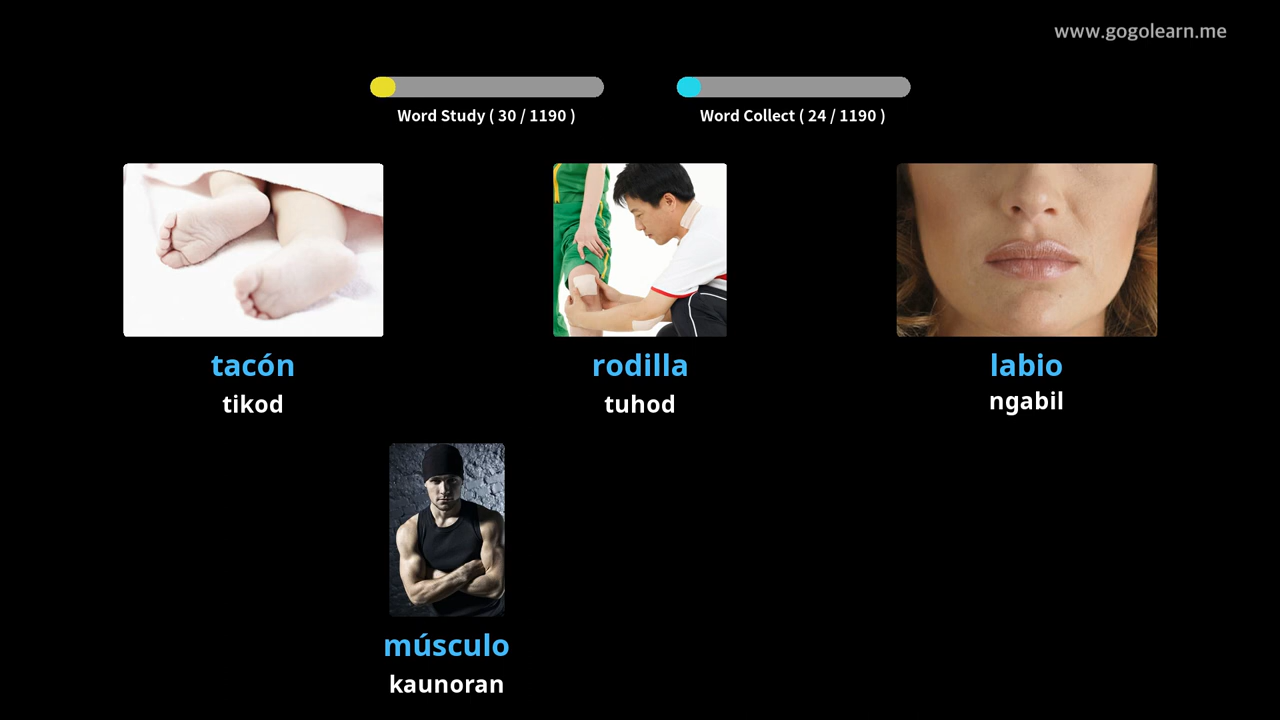 www.gogolearn.me
Word Study ( 30 / 1190 )
Word Collect ( 24 / 1190 )
tacón
tikod
rodilla
tuhod
labio
ngabil
músculo
kaunoran